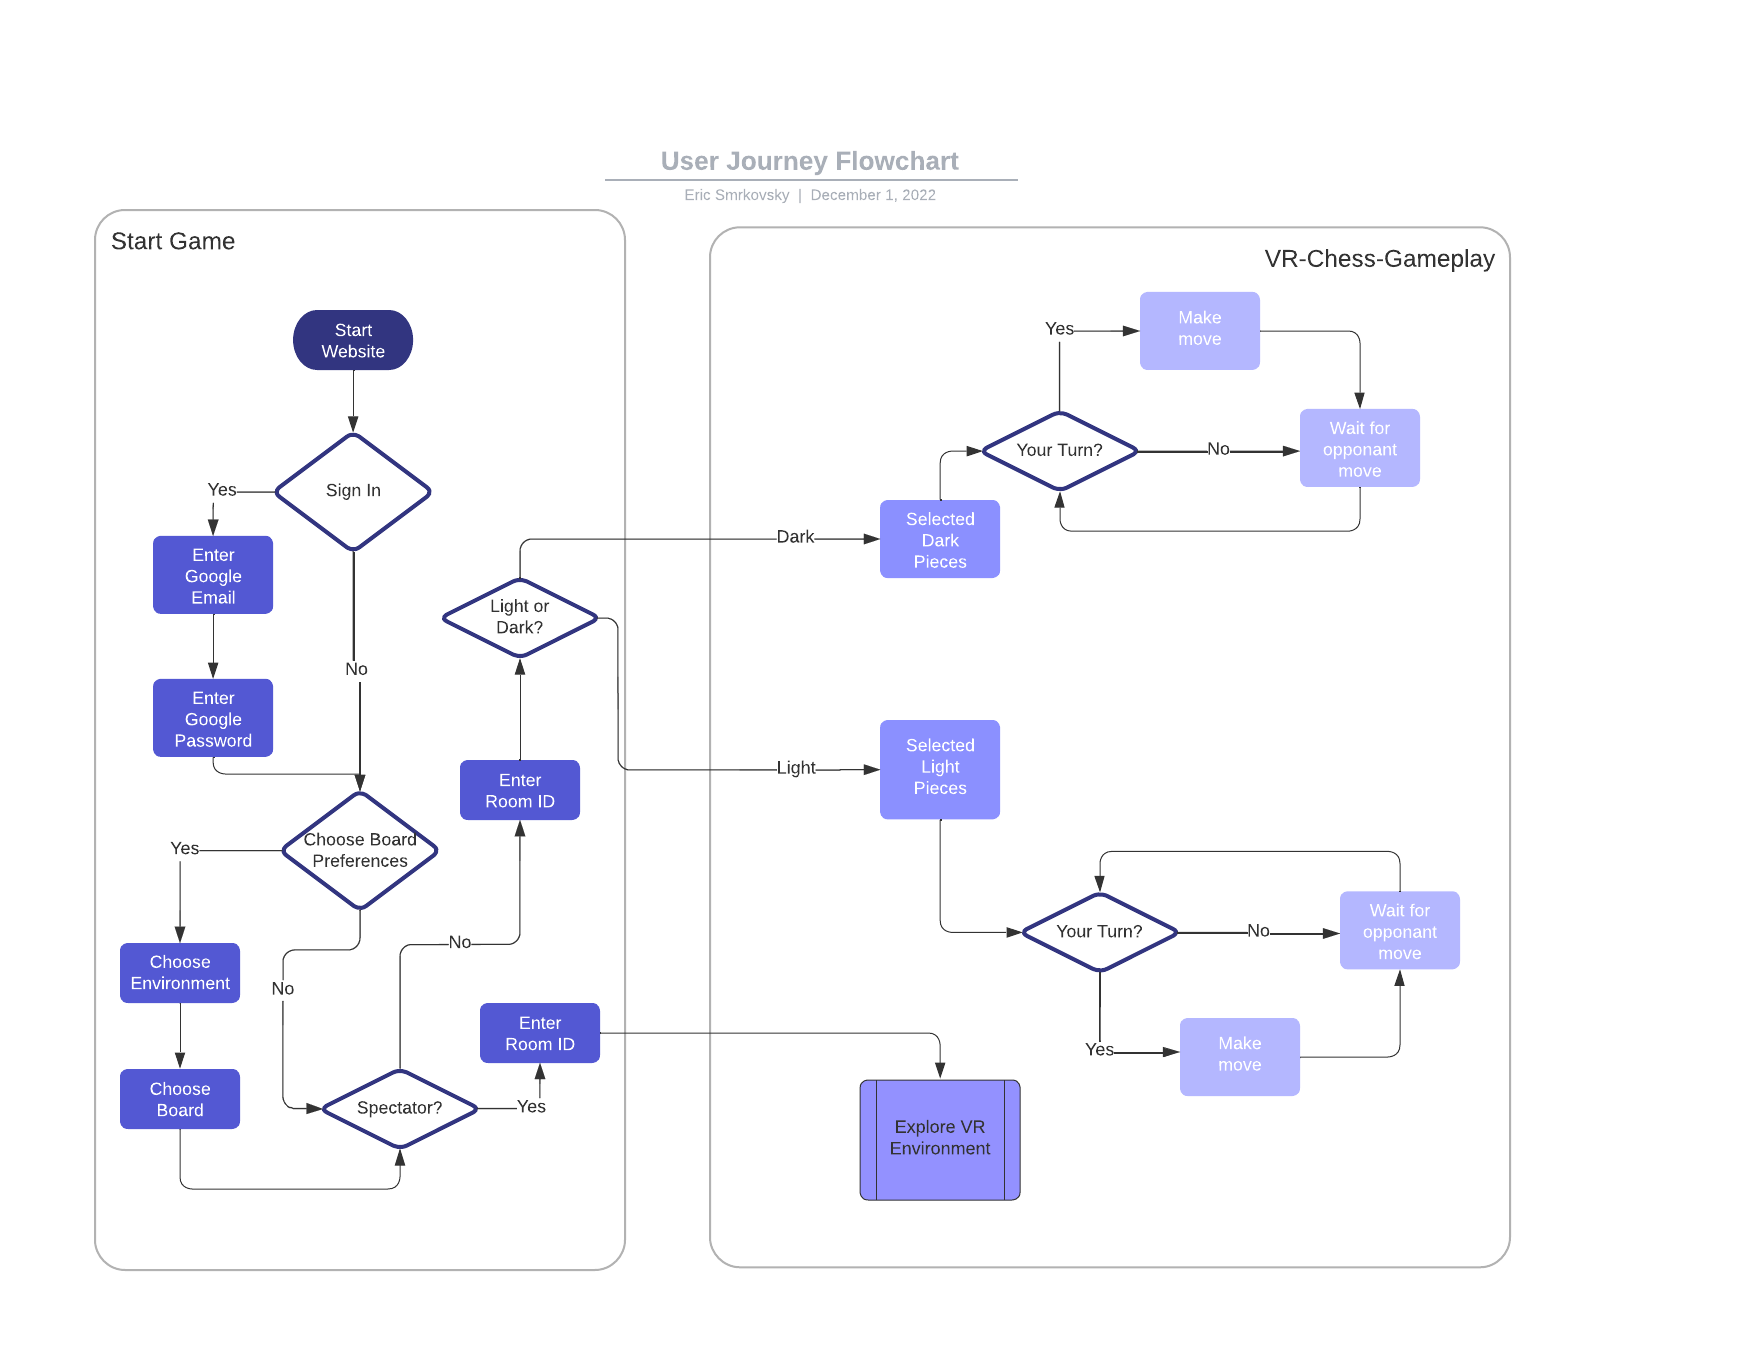 User Journey Flowchart
Eric Smrkovsky | December 1, 2022
Start Game
Start
Website
Sign In
Yes
Enter
Google
Email
No
Enter
Google
Password
Choose Board
Preferences
Yes
Choose
Environment
No
Choose
Board
Spectator?
Yes
Enter
Room ID
No
Enter
Room ID
Light or
Dark?
Dark
Light
VR-Chess-Gameplay
Selected
Dark
Pieces
Your Turn?
Yes
Make
move
No
Wait for
opponant
move
Selected
Light
Pieces
Your Turn?
No
Wait for
opponant
move
Yes
Make
move
Explore VR
Environment